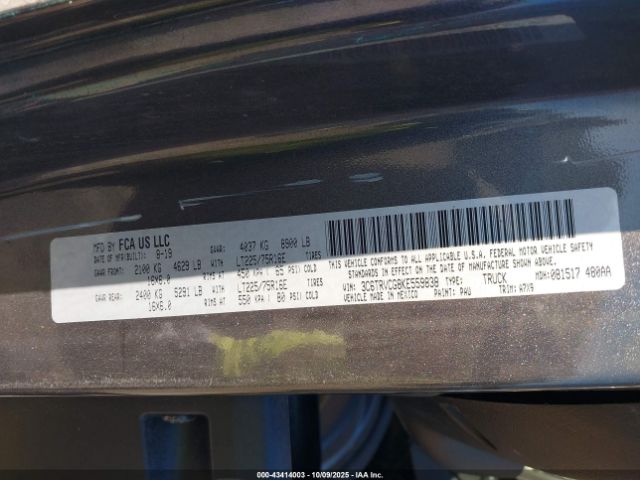 MFD BY FCA US LLC
DATE OF MFR(BUILT): 8-19 GVWR: 4037 KG 8900 LB
GAWR FRONT: 2100 KG 4629 LB WITH LT225/75R16E TIRES
16X6.0 RIMS AT 450 KPA( 65 PSI) COLD
GAWR REAR: 2400 KG 5291 LB WITH LT225/75R16E TIRES
16X6.0 RIMS AT 550 KPA( 80 PSI) COLD
THIS VEHICLE CONFORMS TO ALL APPLICABLE U.S.A. FEDERAL MOTOR VEHICLE SAFETY
STANDARDS IN EFFECT ON THE DATE OF MANUFACTURE SHOWN ABOVE.
VIN: 3C6TRVCG8KE559838 TYPE: TRUCK MDH: 081517 480AA
VEHICLE MADE IN MEXICO PAINT: PAU TRIM: A7X9
000-43414003 10/09/2025 - IAAI.COM